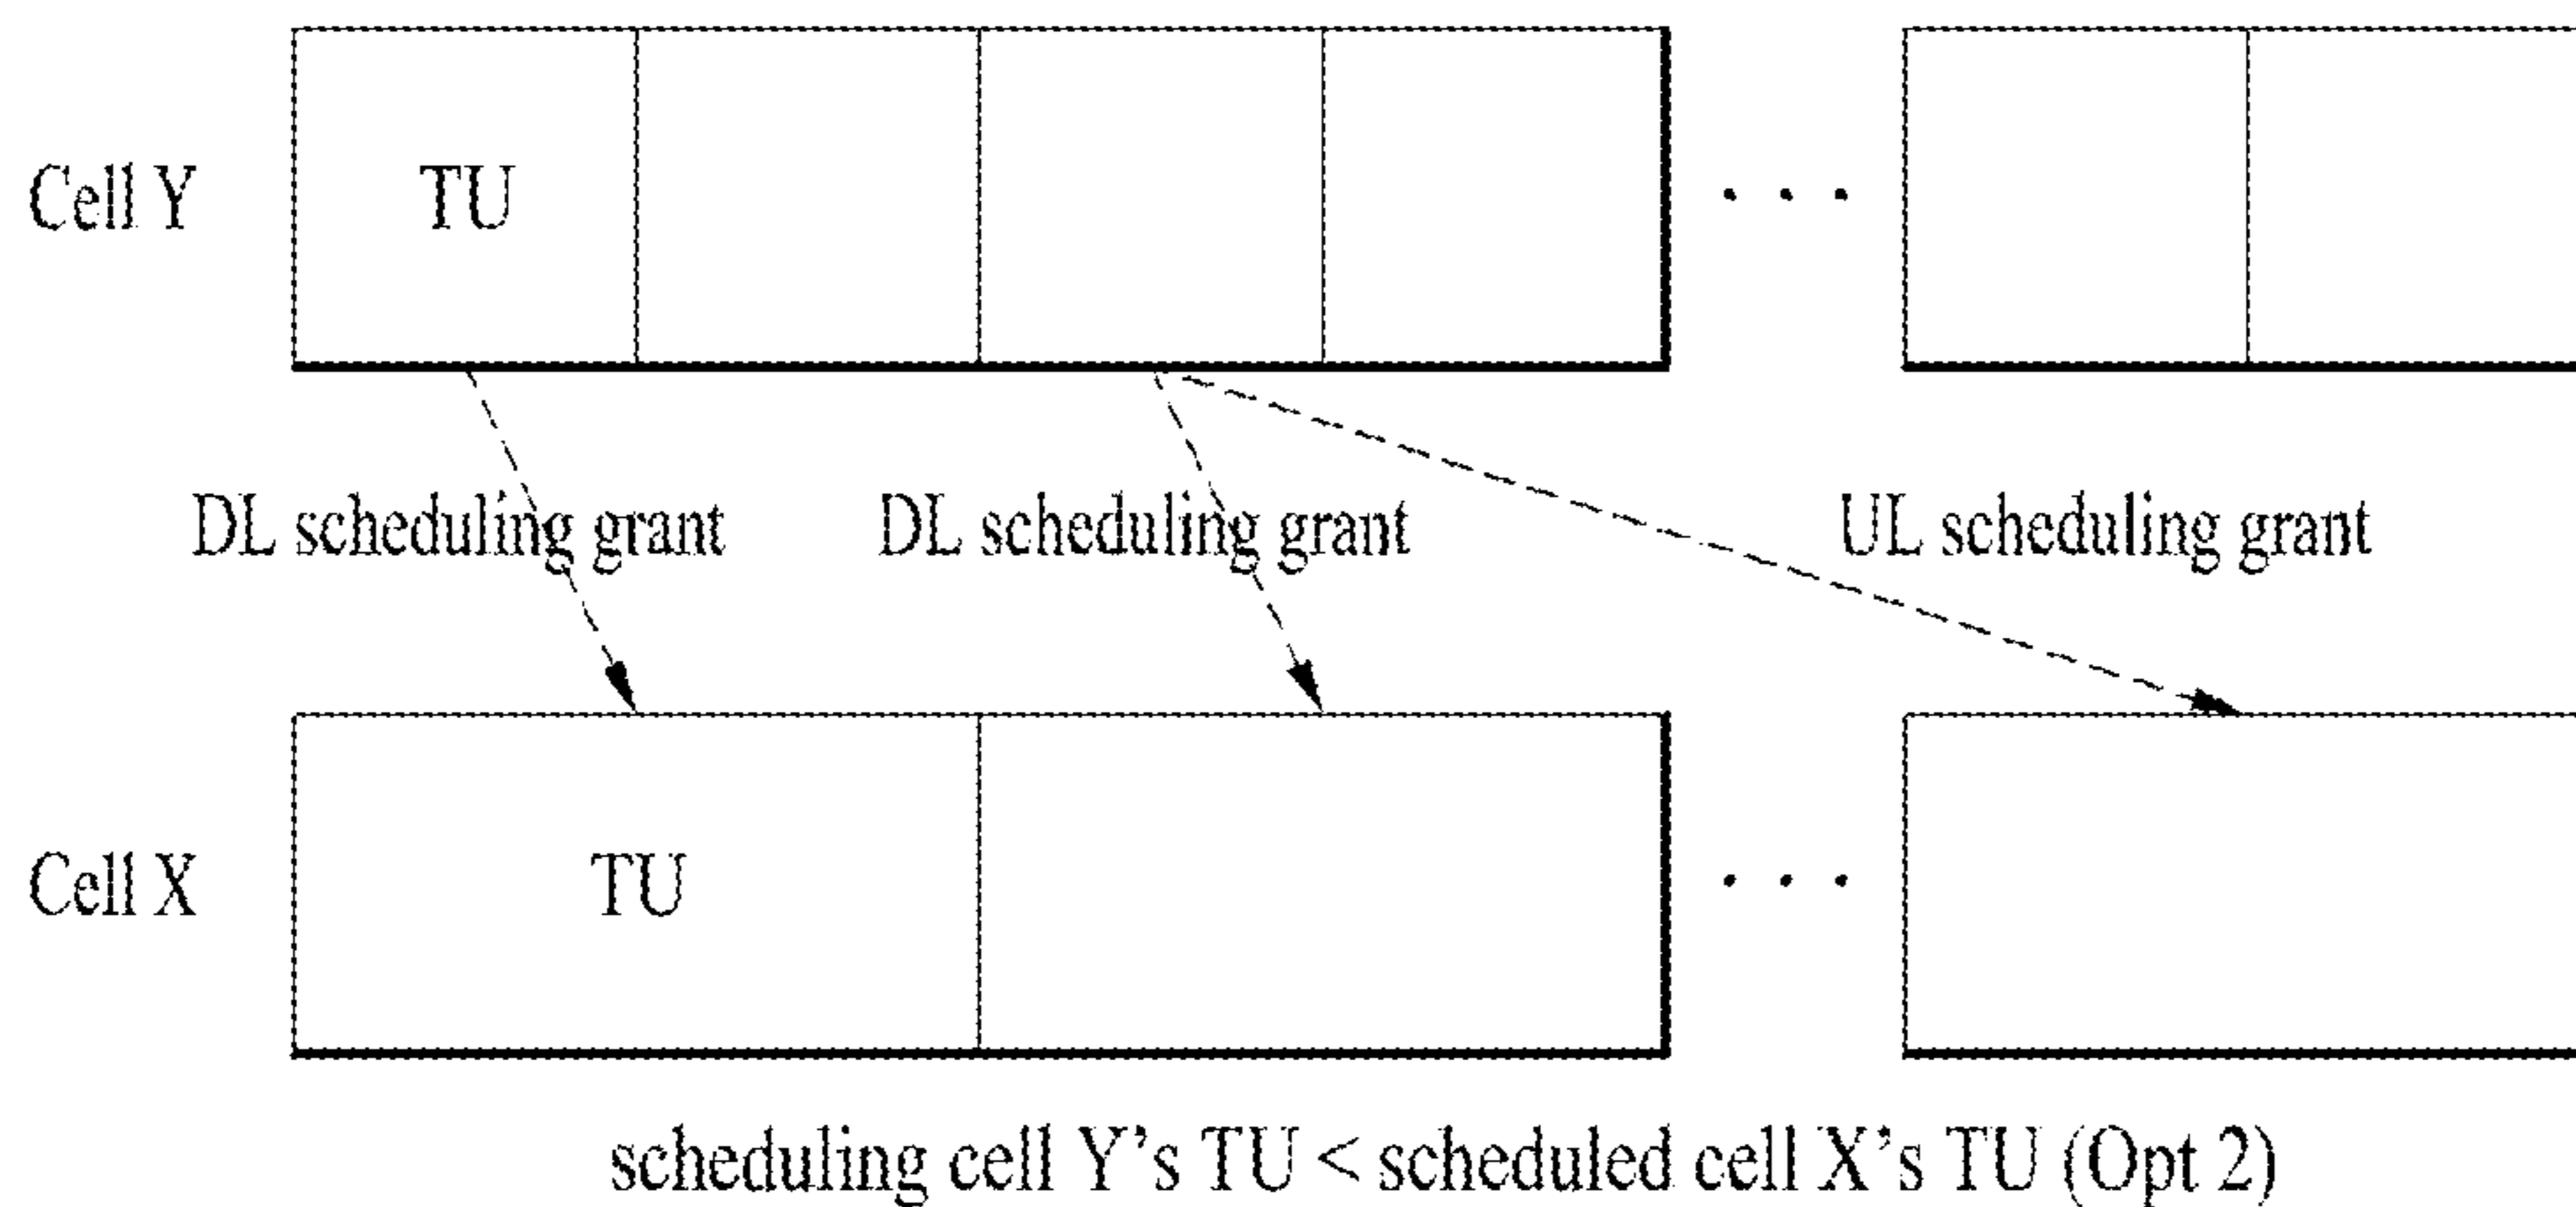 Cell Y
TU
. . .
DL scheduling grant
DL scheduling grant
UL scheduling grant
Cell X
TU
. . .
scheduling cell Y’s TU < scheduled cell X’s TU (Opt 2)